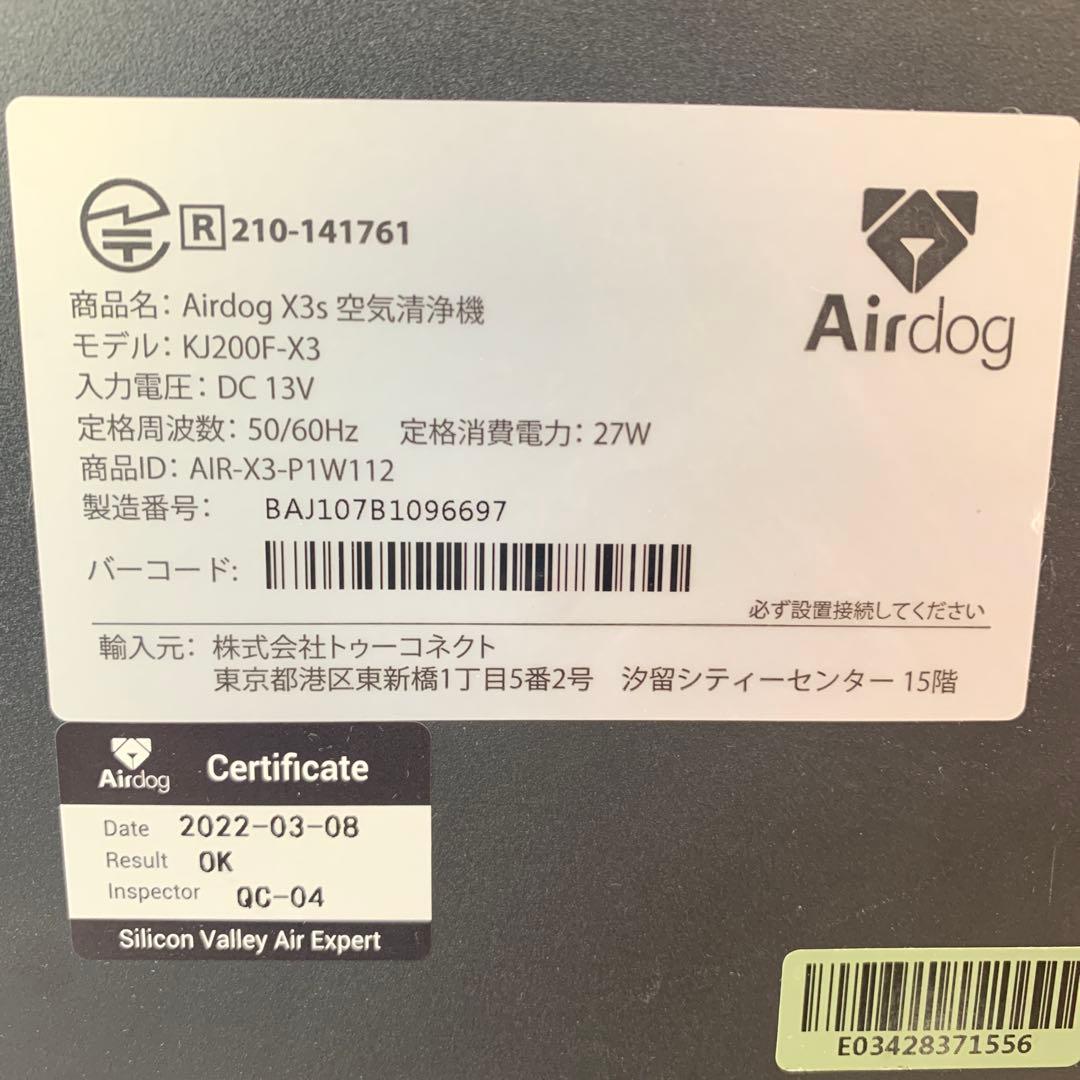 R 210-141761
Airdog
商品名: Airdog X3s 空気清浄機
モデル: KJ200F-X3
入力電圧: DC 13V
定格周波数: 50/60Hz 定格消費電力: 27W
商品ID: AIR-X3-P1W112
製造番号: BAJ107B1096697
バーコード:
必ず設置接続してください
輸入元: 株式会社トゥーコネクト
東京都港区東新橋1丁目5番2号 汐留シティーセンター 15階
Airdog Certificate
Date 2022-03-08
Result OK
Inspector QC-04
Silicon Valley Air Expert
E03428371556